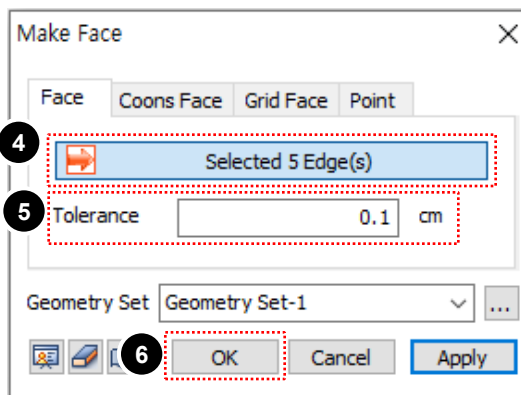 Make Face
Face Coons Face Grid Face Point
4 Selected 5 Edge(s)
5 Tolerance 0.1 cm
Geometry Set Geometry Set-1 ...
6 OK Cancel Apply